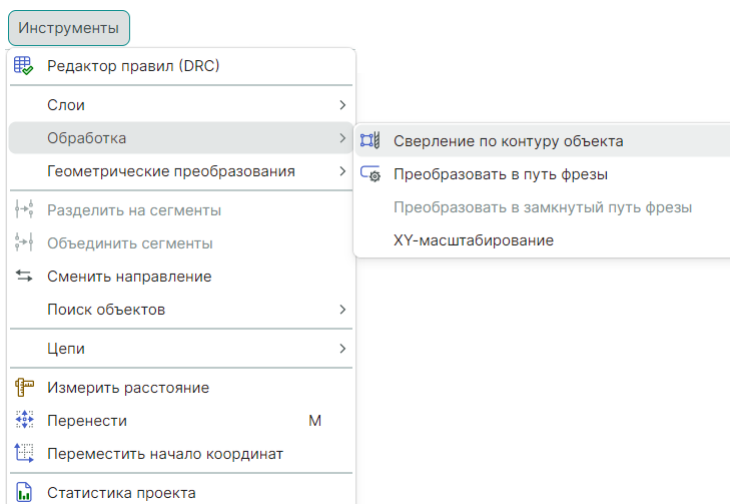 Инструменты
Редактор правил (DRC)
Слои
Обработка
Геометрические преобразования
Разделить на сегменты
Объединить сегменты
Сменить направление
Поиск объектов
Цепи
Измерить расстояние
Перенести M
Переместить начало координат
Статистика проекта
Сверление по контуру объекта
Преобразовать в путь фрезы
Преобразовать в замкнутый путь фрезы
XY-масштабирование